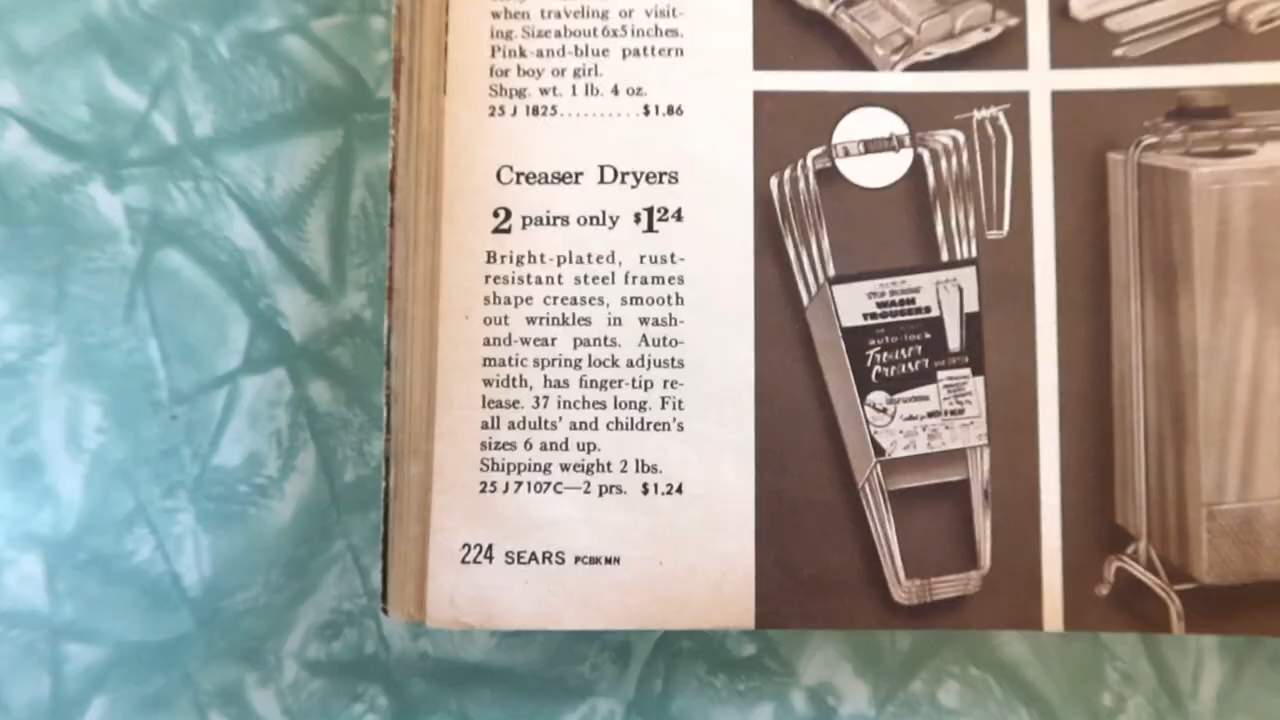 when traveling or visit-
ing. Size about 6x5 inches.
Pink-and-blue pattern
for boy or girl.
Shpg. wt. 1 lb. 4 oz.
25 J 1825..........$1.86
Creaser Dryers
2 pairs only $1.24
Bright-plated, rust-
resistant steel frames
shape creases, smooth
out wrinkles in wash-
and-wear pants. Auto-
matic spring lock adjusts
width, has finger-tip re-
lease. 37 inches long. Fit
all adults' and children's
sizes 6 and up.
Shipping weight 2 lbs.
25 J 7107C—2 prs. $1.24
224 SEARS PCBKMN
WASH
TROUSERS
auto-lock
Trouser
Creaser